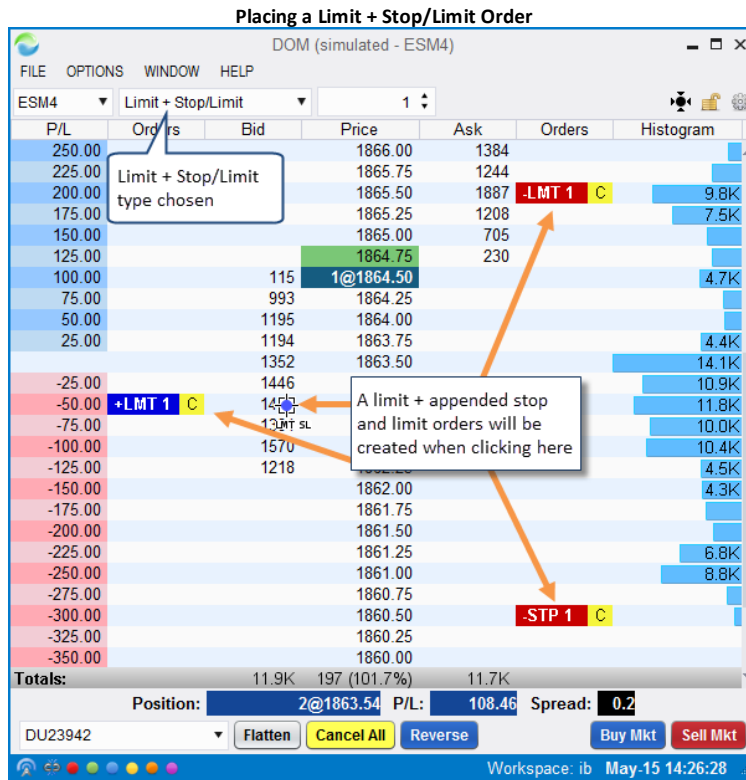 Placing a Limit + Stop/Limit Order
DOM (simulated - ESM4)
FILE OPTIONS WINDOW HELP
ESM4 Limit + Stop/Limit 1
P/L Orders Bid Price Ask Orders Histogram
250.00 1866.00 1384
225.00 1865.75 1244
200.00 1865.50 1887 -LMT 1 C 9.8K
175.00 1865.25 1208 7.5K
150.00 1865.00 705
125.00 1864.75 230
100.00 115 1@1864.50 4.7K
75.00 993 1864.25
50.00 1195 1864.00
25.00 1194 1863.75 4.4K
1352 1863.50 14.1K
-25.00 1446 10.9K
-50.00 +LMT 1 C 11.8K
-75.00 LMT SL 10.0K
-100.00 1570 10.4K
-125.00 1218 4.5K
-150.00 1862.00 4.3K
-175.00 1861.75
-200.00 1861.50
-225.00 1861.25 6.8K
-250.00 1861.00 8.8K
-275.00 1860.75
-300.00 1860.50 -STP 1 C
-325.00 1860.25
-350.00 1860.00
Limit + Stop/Limit
type chosen
A limit + appended stop
and limit orders will be
created when clicking here
Totals: 11.9K 197 (101.7%) 11.7K
Position: 2@1863.54 P/L: 108.46 Spread: 0.2
DU23942 Flatten Cancel All Reverse Buy Mkt Sell Mkt
Workspace: ib May-15 14:26:28